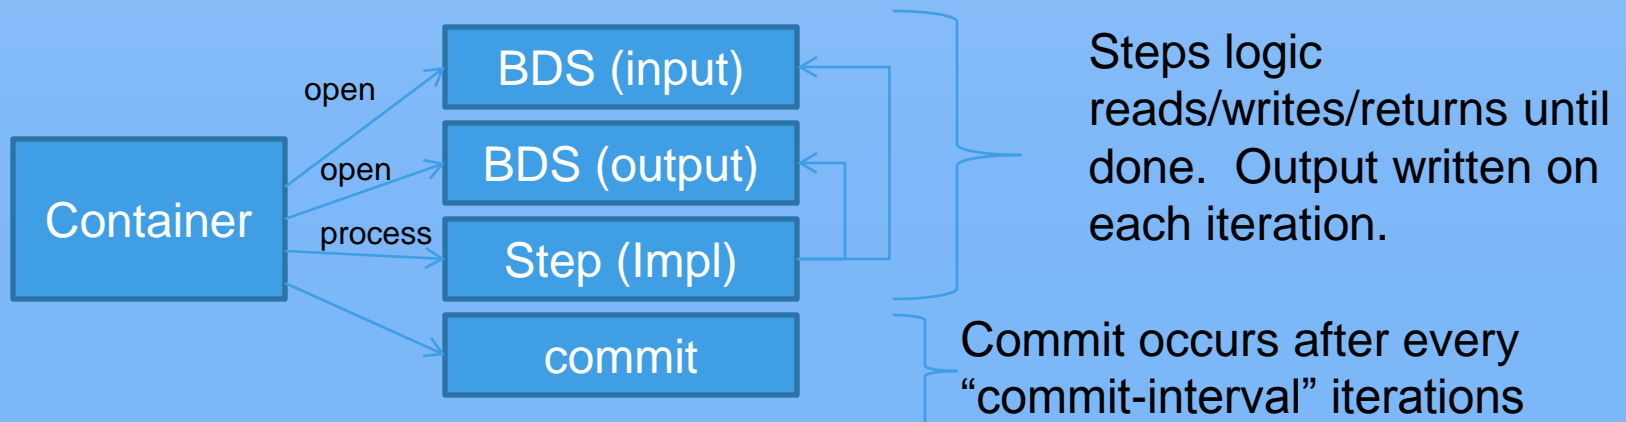 BDS (input)
open
BDS (output)
open
Container
process
Step (Impl)
commit
Steps logic
reads/writes/returns until
done.  Output written on
each iteration.
Commit occurs after every
“commit-interval” iterations